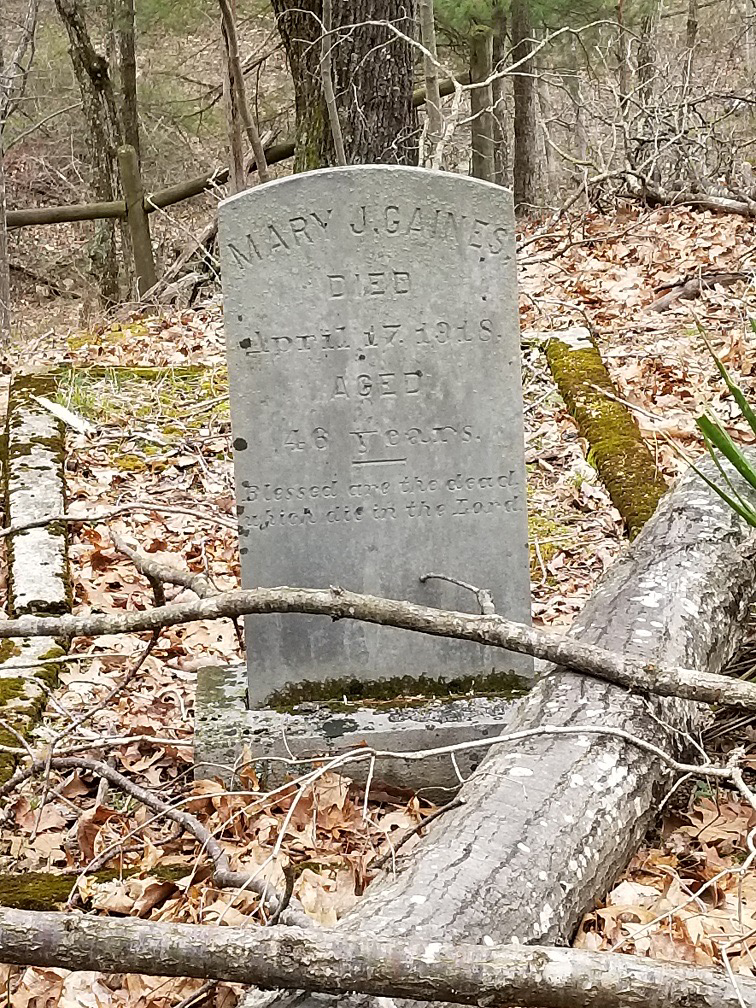 MARY J. GAINES,
DIED
April 17. 1918.
AGED
46 years.
Blessed are the dead
which die in the Lord